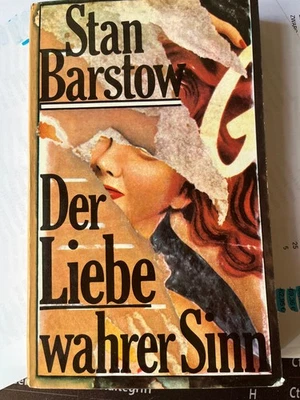 Stan
Barstow
G
Der
Liebe
wahrer Sinn
H